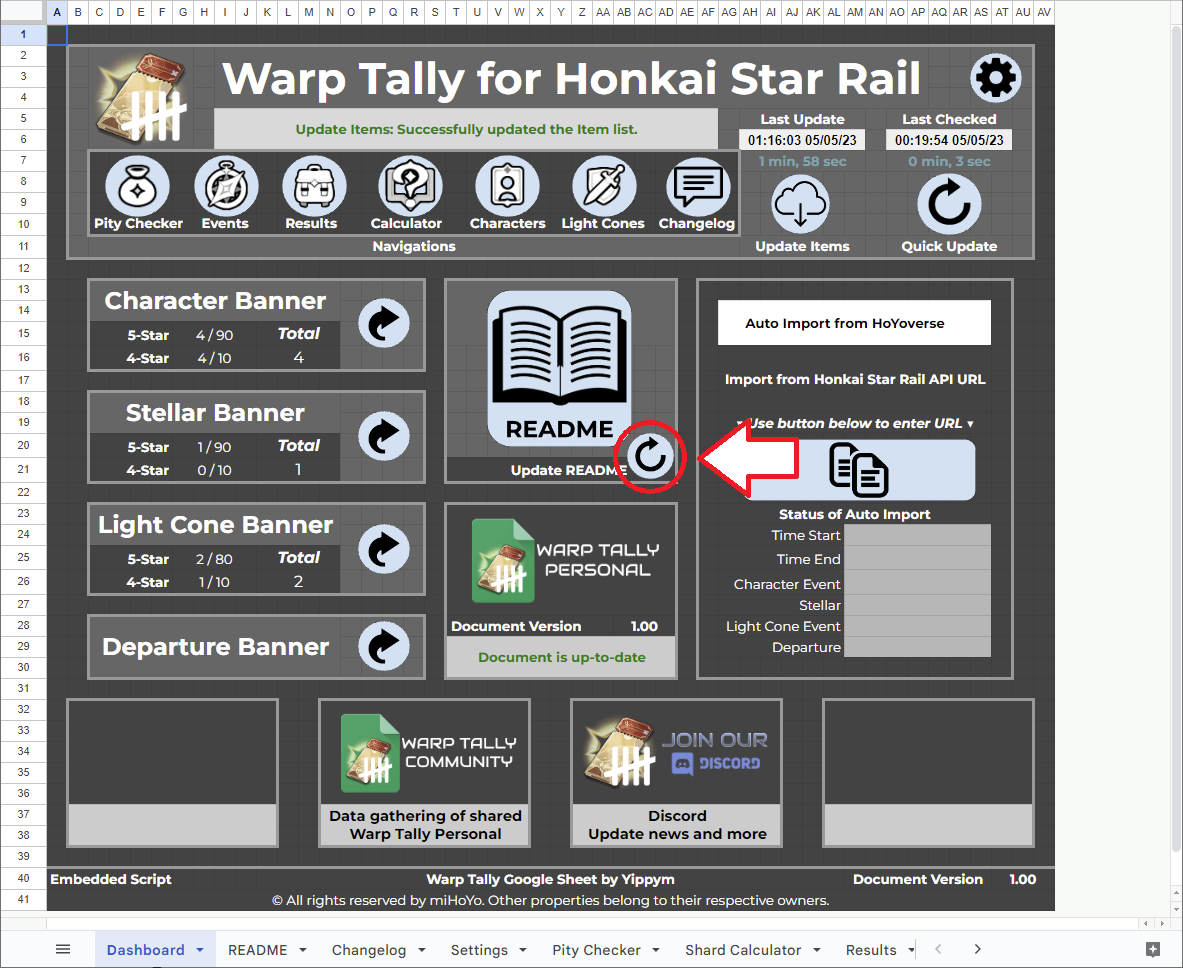 A B C D E F G H I J K L M N O P Q R S T U V W X Y Z AA AB AC AD AE AF AG AH AI AJ AK AL AM AN AO AP AQ AR AS AT AU AV
1
2
3
4
5
6
7
8
9
10
11
12
13
14
15
16
17
18
19
20
21
22
23
24
25
26
27
28
29
30
31
32
33
34
35
36
37
38
39
40
41
Warp Tally for Honkai Star Rail
Update Items: Successfully updated the Item list.
Last Update
01:16:03 05/05/23
1 min, 58 sec
Update Items
Last Checked
00:19:54 05/05/23
0 min, 3 sec
Quick Update
Pity Checker Events Results Calculator Characters Light Cones Changelog
Navigations
Character Banner
5-Star 4 / 90 Total
4-Star 4 / 10 4
Stellar Banner
5-Star 1 / 90 Total
4-Star 0 / 10 1
Light Cone Banner
5-Star 2 / 80 Total
4-Star 1 / 10 2
Departure Banner
README
Update README
WARP TALLY
PERSONAL
Document Version 1.00
Document is up-to-date
Auto Import from HoYoverse
Import from Honkai Star Rail API URL
Use button below to enter URL ▾
Status of Auto Import
Time Start
Time End
Character Event
Stellar
Light Cone Event
Departure
WARP TALLY
COMMUNITY
Data gathering of shared
Warp Tally Personal
JOIN OUR
DISCORD
Discord
Update news and more
Embedded Script Warp Tally Google Sheet by Yippym Document Version 1.00
© All rights reserved by miHoYo. Other properties belong to their respective owners.
Dashboard README Changelog Settings Pity Checker Shard Calculator Results